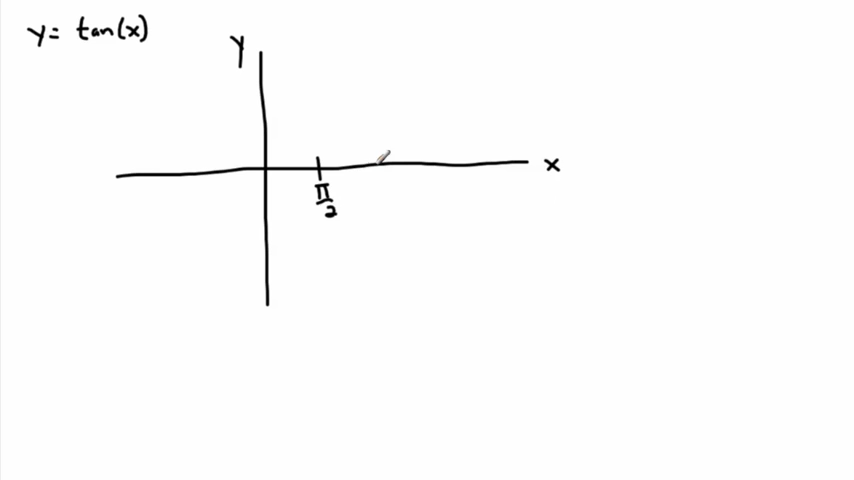 y = tan(x)
y
x
π/2